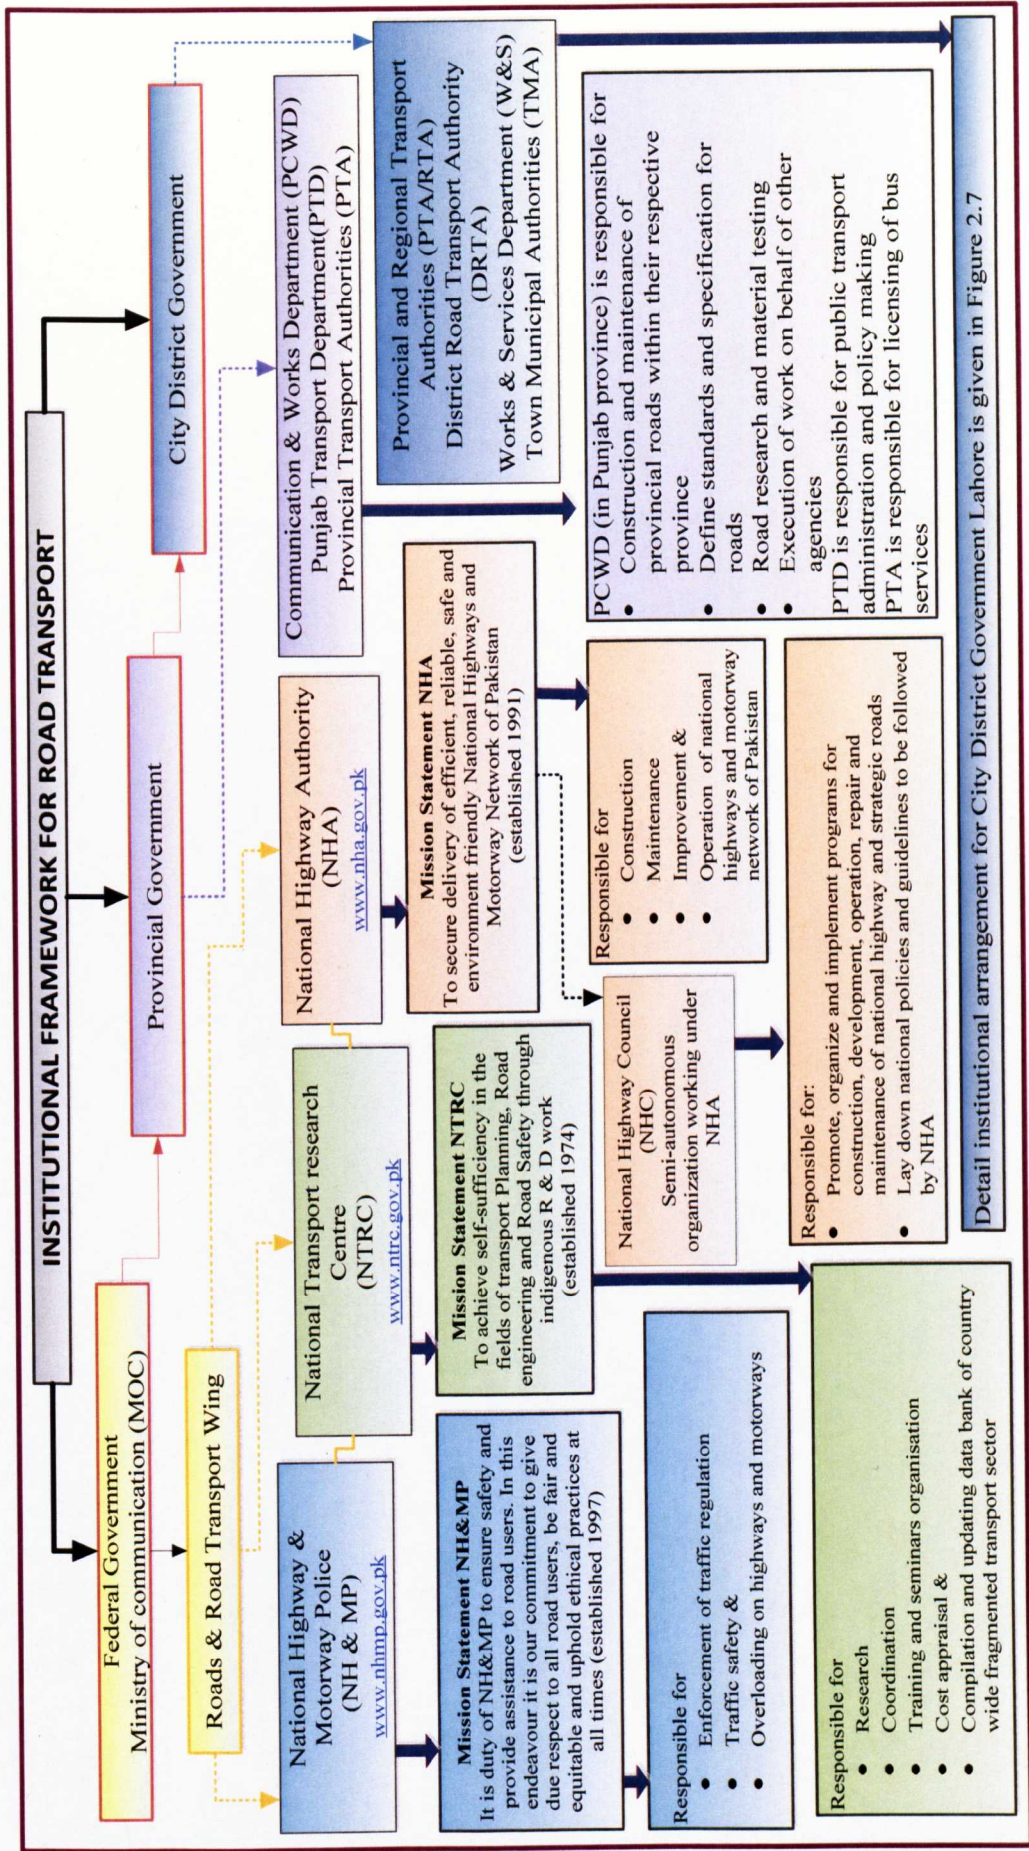 INSTITUTIONAL FRAMEWORK FOR ROAD TRANSPORT
Federal Government
Ministry of communication (MOC)
Provincial Government
City District Government
Roads & Road Transport Wing
National Highway &
Motorway Police
(NH & MP)
www.nhmp.gov.pk
National Transport research
Centre
(NTRC)
www.ntrc.gov.pk
National Highway Authority
(NHA)
www.nha.gov.pk
Communication & Works Department (PCWD)
Punjab Transport Department(PTD)
Provincial Transport Authorities (PTA)
Provincial and Regional Transport
Authorities (PTA/RTA)
District Road Transport Authority
(DRTA)
Works & Services Department (W&S)
Town Municipal Authorities (TMA)
Mission Statement NH&MP
It is duty of NH&MP to ensure safety and
provide assistance to road users. In this
endeavour it is our commitment to give
due respect to all road users, be fair and
equitable and uphold ethical practices at
all times (established 1997)
Mission Statement NTRC
To achieve self-sufficiency in the
fields of transport Planning, Road
engineering and Road Safety through
indigenous R & D work
(established 1974)
Mission Statement NHA
To secure delivery of efficient, reliable, safe and
environment friendly National Highways and
Motorway Network of Pakistan
(established 1991)
Responsible for
• Enforcement of traffic regulation
• Traffic safety &
• Overloading on highways and motorways
National Highway Council
(NHC)
Semi-autonomous
organization working under
NHA
Responsible for
• Construction
• Maintenance
• Improvement &
• Operation of national
highways and motorway
network of Pakistan
PCWD (in Punjab province) is responsible for
• Construction and maintenance of
provincial roads within their respective
province
• Define standards and specification for
roads
• Road research and material testing
• Execution of work on behalf of other
agencies
PTD is responsible for public transport
administration and policy making
PTA is responsible for licensing of bus
services
Responsible for
• Research
• Coordination
• Training and seminars organisation
• Cost appraisal &
• Compilation and updating data bank of country
wide fragmented transport sector
Responsible for:
• Promote, organize and implement programs for
construction, development, operation, repair and
maintenance of national highway and strategic roads
• Lay down national policies and guidelines to be followed
by NHA
Detail institutional arrangement for City District Government Lahore is given in Figure 2.7